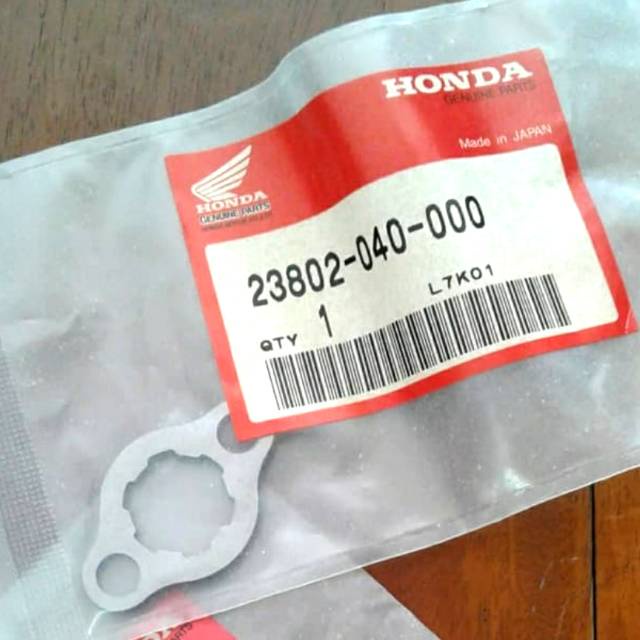 HONDA
GENUINE PARTS
Made in JAPAN
HONDA
GENUINE PARTS
23802-040-000
L7K01
QTY 1